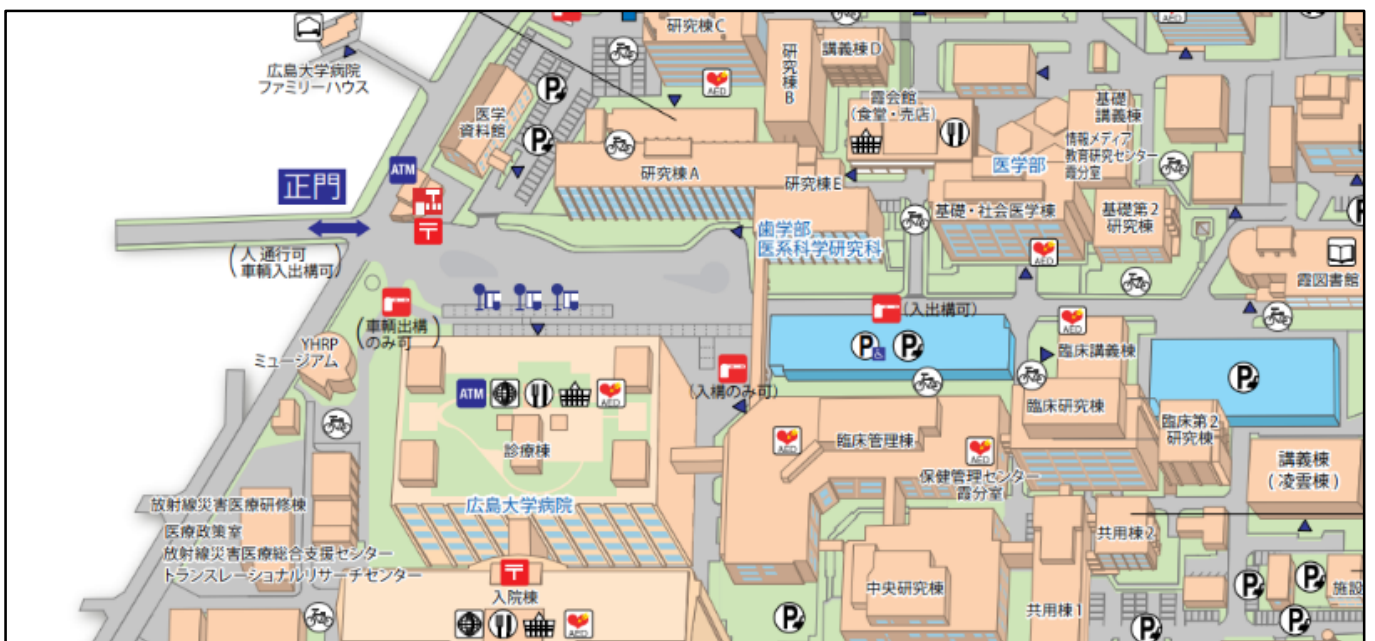 研究棟C
講義棟D
研究棟B
広島大学病院
ファミリーハウス
AED
AED
医学
資料館
P
霞会館
(食堂・売店)
基礎
講義棟
情報メディア
教育研究センター
霞分室
P
ATM
研究棟A
研究棟E
医学部
正門
基礎・社会医学棟
基礎第2
研究棟
歯学部
医系科学研究科
AED
霞図書館
(人 通行可
車輌入出構可)
(車輌出構
のみ可)
(入出構可)
AED
YHRP
ミュージアム
P
P
臨床講義棟
P
(入構のみ可)
ATM
AED
臨床研究棟
臨床第2
研究棟
診療棟
AED
臨床管理棟
AED
保健管理センター
霞分室
講義棟
(凌雲棟)
広島大学病院
放射線災害医療研修棟
医療政策室
放射線災害医療総合支援センター
トランスレーショナルリサーチセンター
共用棟2
入院棟
中央研究棟
P
P
施設
共用棟1
AED
P
P
P